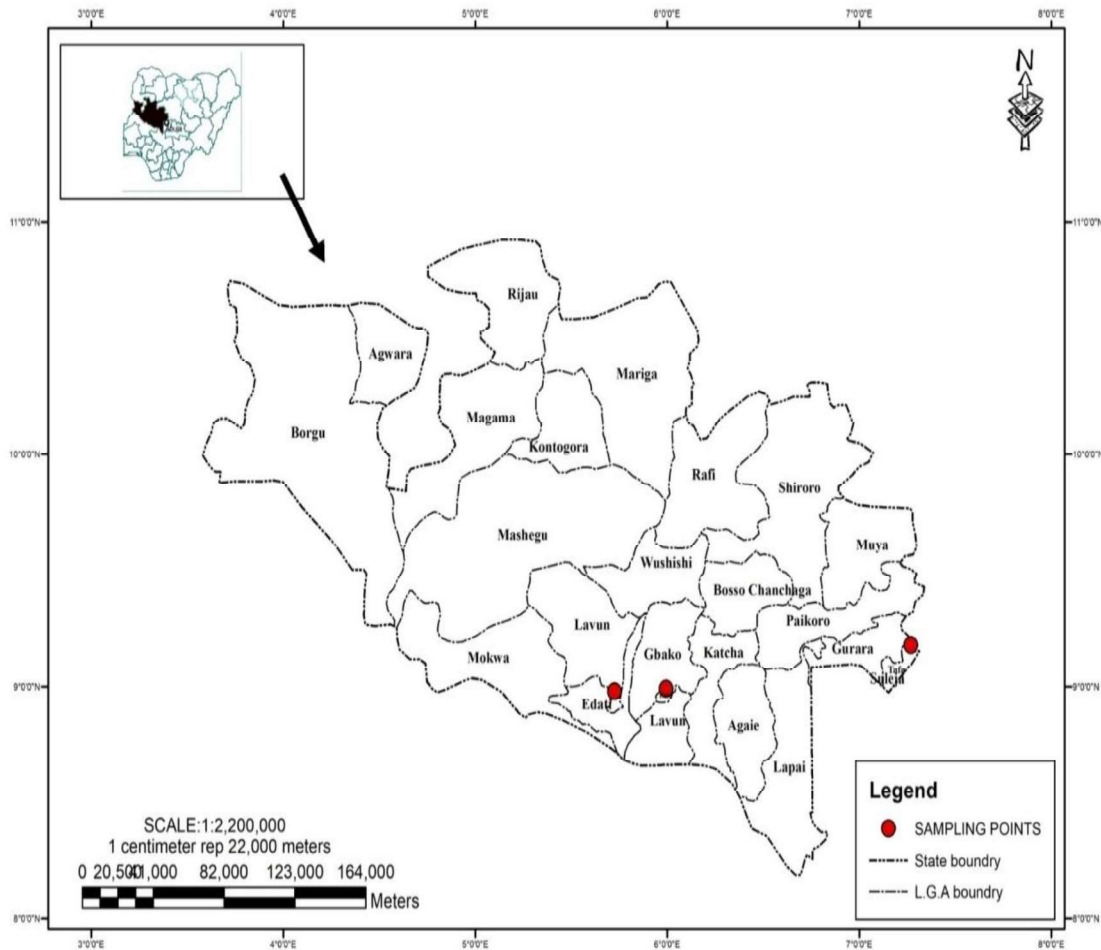 3°0'0"E 4°0'0"E 5°0'0"E 6°0'0"E 7°0'0"E 8°0'0"E
N
11°0'0"N 11°0'0"N
Rijau
Agwara
Mariga
Magama
Borgu
Kontogora
10°0'0"N 10°0'0"N
Rafi
Shiroro
Mashegu
Muya
Wushishi
Bosso Chanchaga
Lavun
Paikoro
Gbako Katcha Gurara
Mokwa
Suleja
9°0'0"N 9°0'0"N
Edati
Lavun Agaie
Lapai
Legend
SAMPLING POINTS
State boundry
L.G.A boundry
SCALE:1:2,200,000
1 centimeter rep 22,000 meters
0 20,500 41,000 82,000 123,000 164,000
Meters
8°0'0"N 8°0'0"N
3°0'0"E 4°0'0"E 5°0'0"E 6°0'0"E 7°0'0"E 8°0'0"E